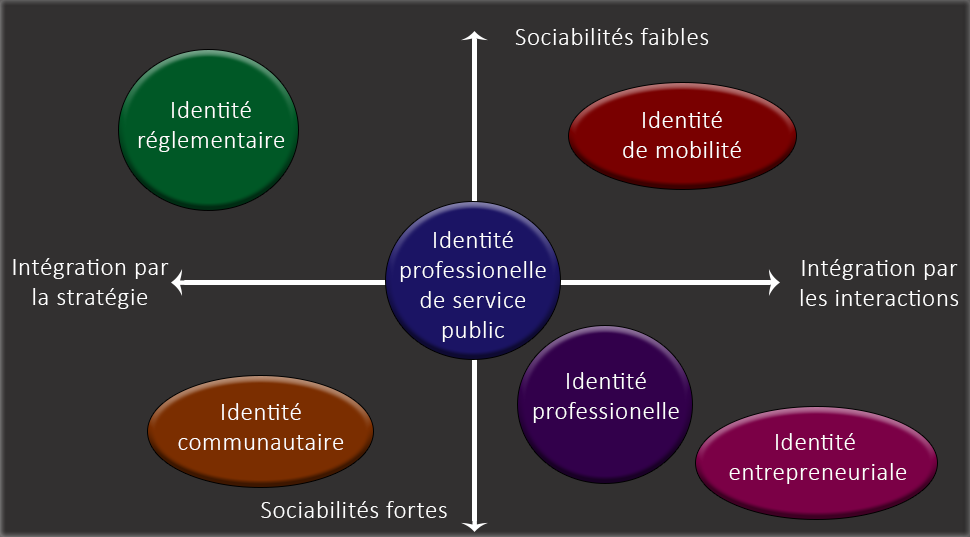 Sociabilités faibles
Identité
réglementaire
Identité
de mobilité
Identité
professionelle
de service
public
Intégration par
la stratégie
Intégration par
les interactions
Identité
professionelle
Identité
communautaire
Identité
entrepreneuriale
Sociabilités fortes